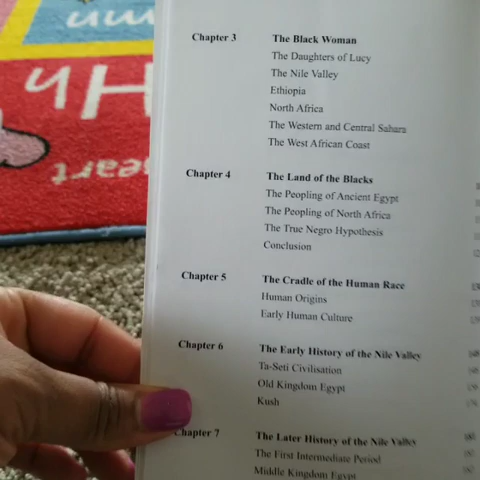 mm
Hh
heart
Chapter 3 The Black Woman
The Daughters of Lucy
The Nile Valley
Ethiopia
North Africa
The Western and Central Sahara
The West African Coast
Chapter 4 The Land of the Blacks
The Peopling of Ancient Egypt
The Peopling of North Africa
The True Negro Hypothesis
Conclusion
Chapter 5 The Cradle of the Human Race
Human Origins
Early Human Culture
Chapter 6 The Early History of the Nile Valley
Ta-Seti Civilisation
Old Kingdom Egypt
Kush
Chapter 7 The Later History of the Nile Valley
The First Intermediate Period
Middle Kingdom Egypt